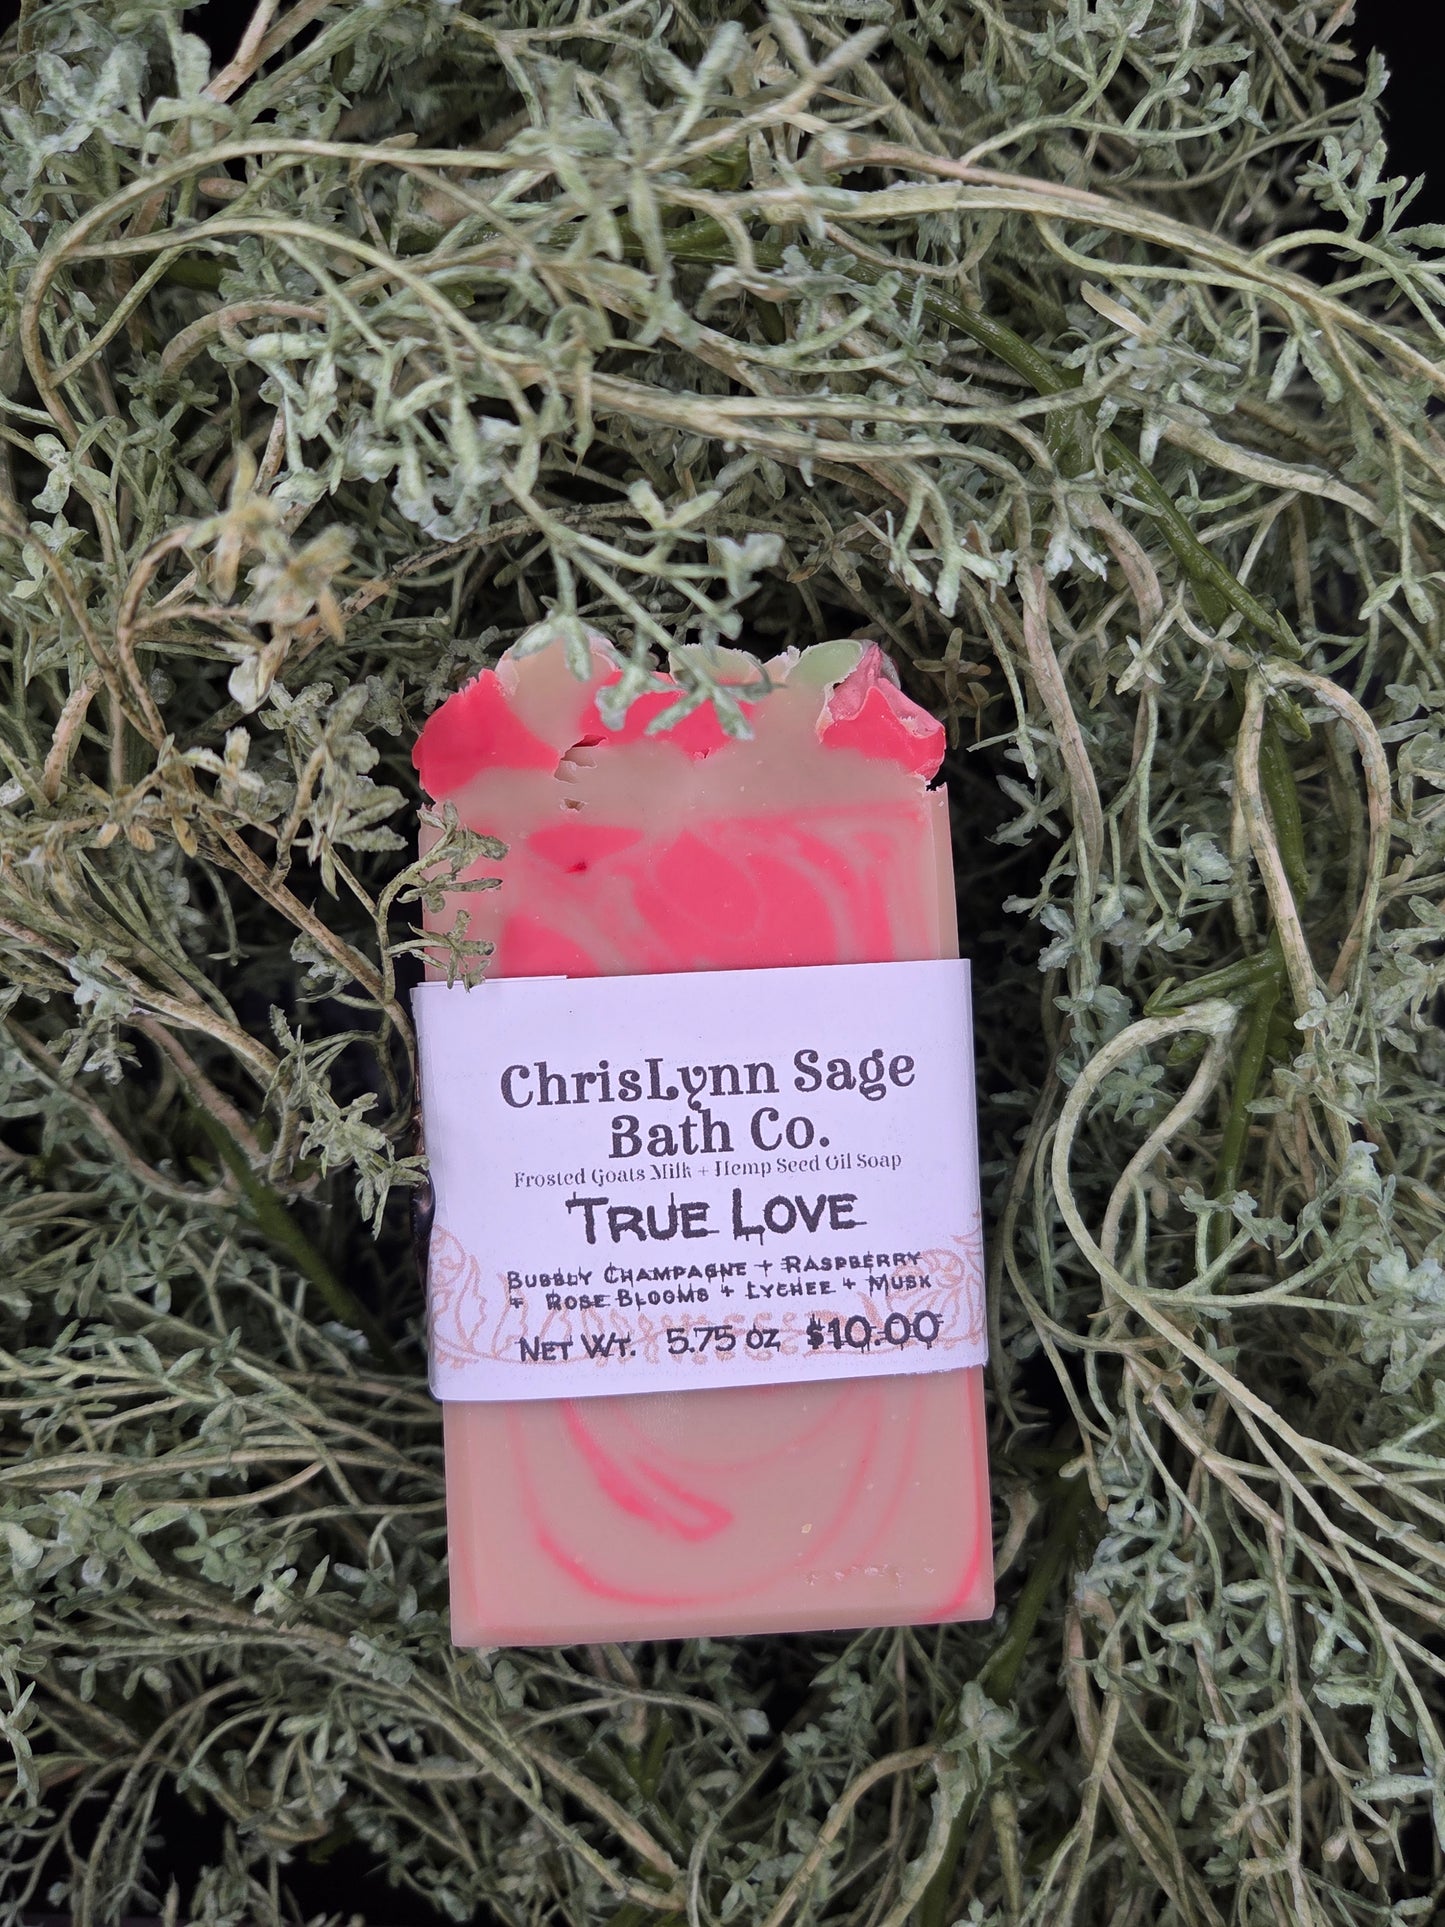 ChrisLynn Sage
Bath Co.
Frosted Goats Milk + Hemp Seed Oil Soap
True Love
Bubbly Champagne + Raspberry
+ Rose Blooms + Lychee + Musk
Net Wt. 5.75 oz $10.00